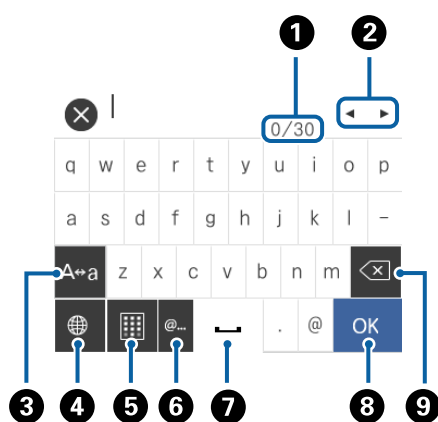 1 2
0/30
q w e r t y u i o p
a s d f g h j k l -
A↔a z x c v b n m
@... . @ OK
3 4 5 6 7 8 9